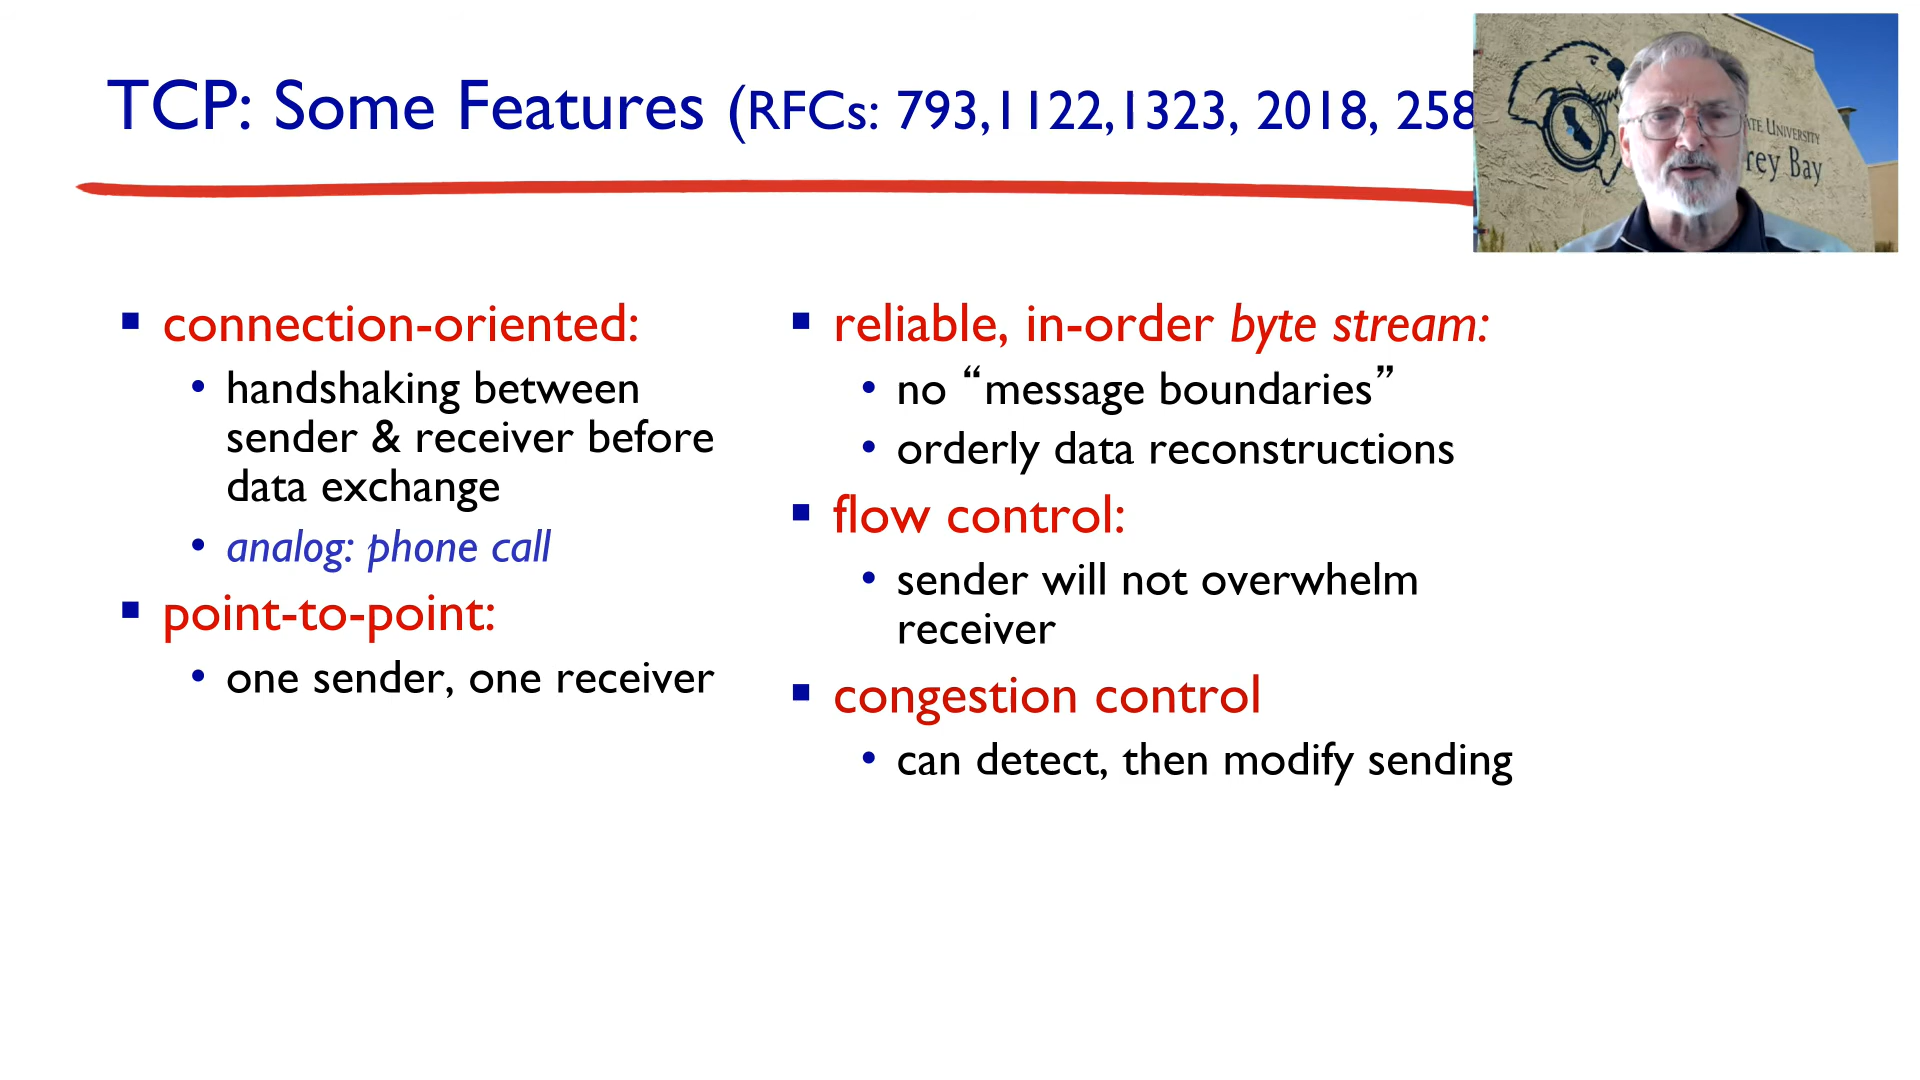 TCP: Some Features (RFCs: 793,1122,1323, 2018, 258
connection-oriented:
handshaking between
sender & receiver before
data exchange
analog: phone call
point-to-point:
one sender, one receiver
reliable, in-order byte stream:
no “message boundaries”
orderly data reconstructions
flow control:
sender will not overwhelm
receiver
congestion control
can detect, then modify sending
ATE UNIVERSITY
rey Bay